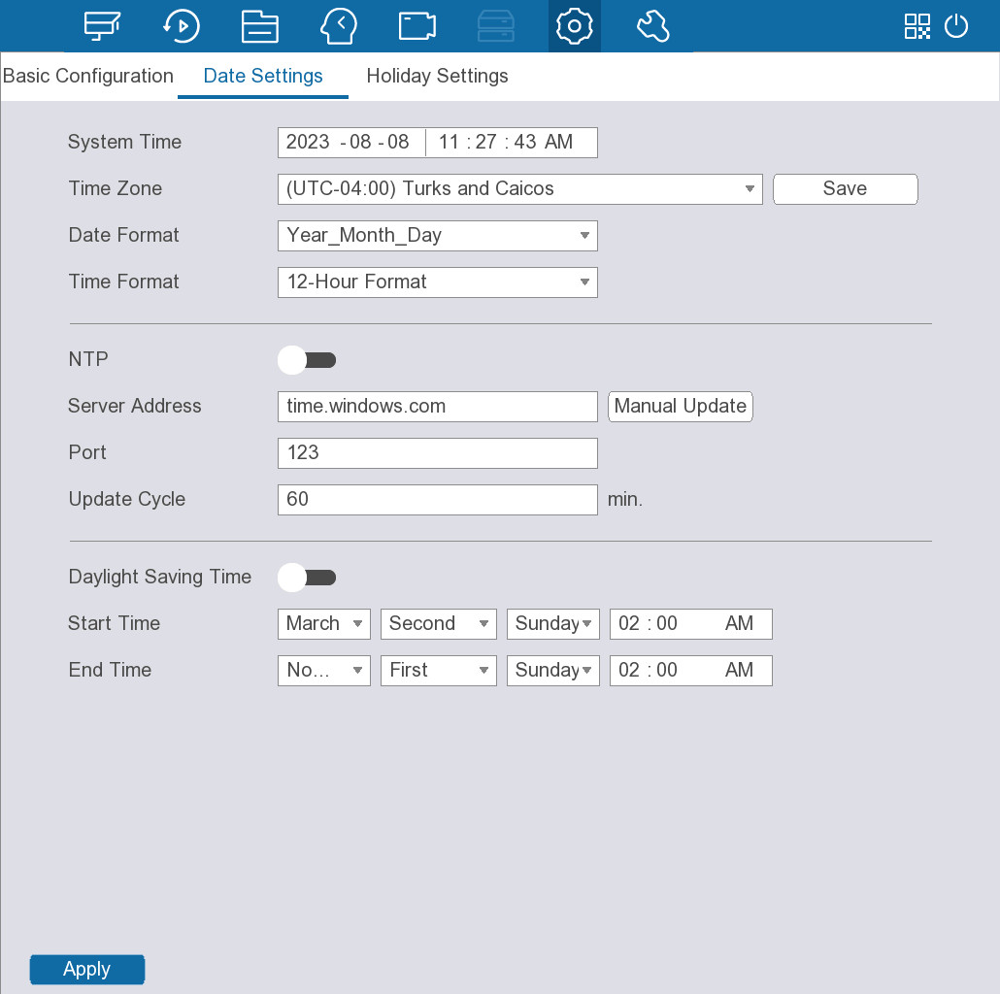 Basic Configuration Date Settings Holiday Settings
System Time 2023 -08 -08 11 : 27 : 43 AM
Time Zone (UTC-04:00) Turks and Caicos Save
Date Format Year_Month_Day
Time Format 12-Hour Format
NTP
Server Address time.windows.com Manual Update
Port 123
Update Cycle 60 min.
Daylight Saving Time
Start Time March Second Sunday 02 : 00 AM
End Time No... First Sunday 02 : 00 AM
Apply